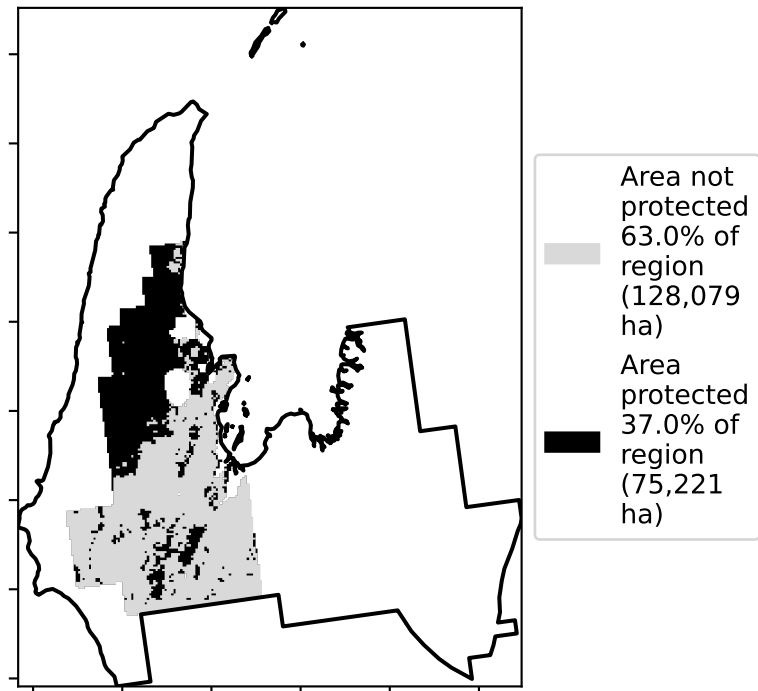 Area not
protected
63.0% of
region
(128,079
ha)
Area
protected
37.0% of
region
(75,221
ha)